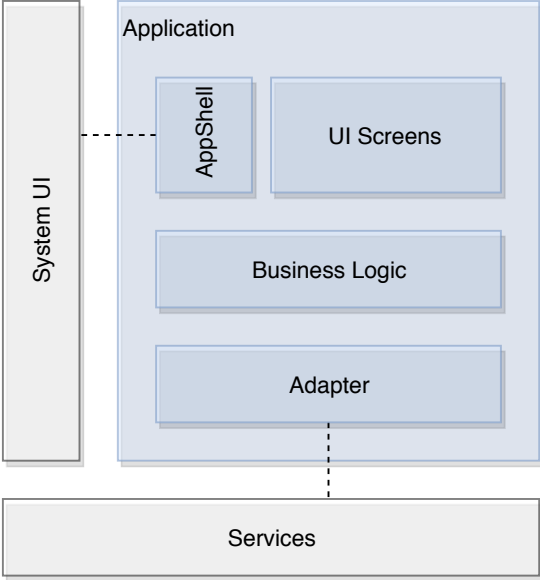 Application
System UI
AppShell
UI Screens
Business Logic
Adapter
Services